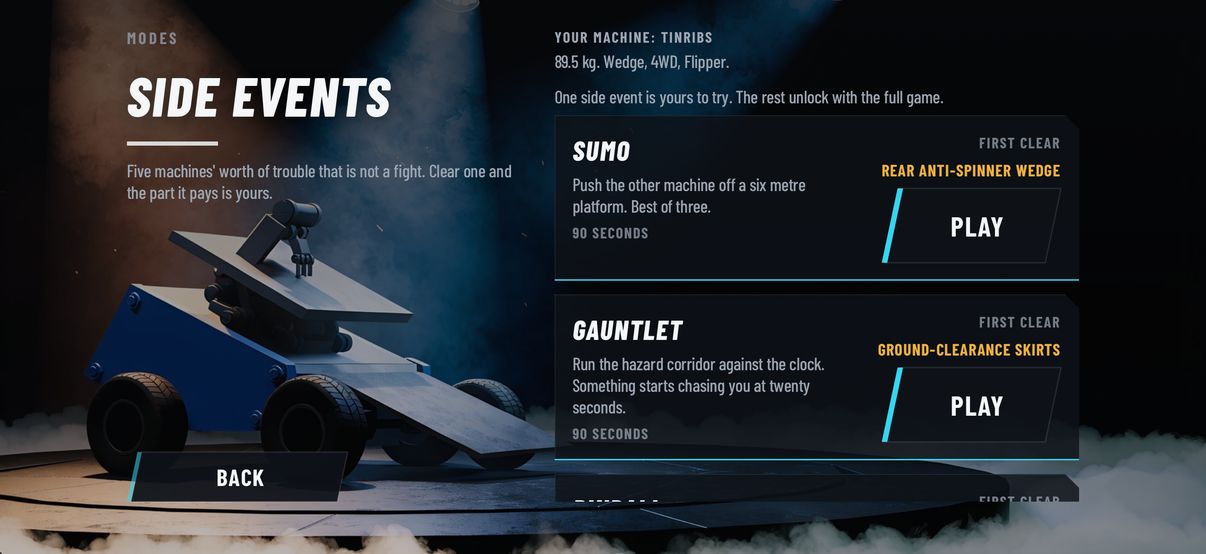 MODES
SIDE EVENTS
Five machines' worth of trouble that is not a fight. Clear one and
the part it pays is yours.
BACK
YOUR MACHINE: TINRIBS
89.5 kg. Wedge, 4WD, Flipper.
One side event is yours to try. The rest unlock with the full game.
SUMO
Push the other machine off a six metre
platform. Best of three.
90 SECONDS
FIRST CLEAR
REAR ANTI-SPINNER WEDGE
PLAY
GAUNTLET
Run the hazard corridor against the clock.
Something starts chasing you at twenty
seconds.
90 SECONDS
FIRST CLEAR
GROUND-CLEARANCE SKIRTS
PLAY
FIRST CLEAR